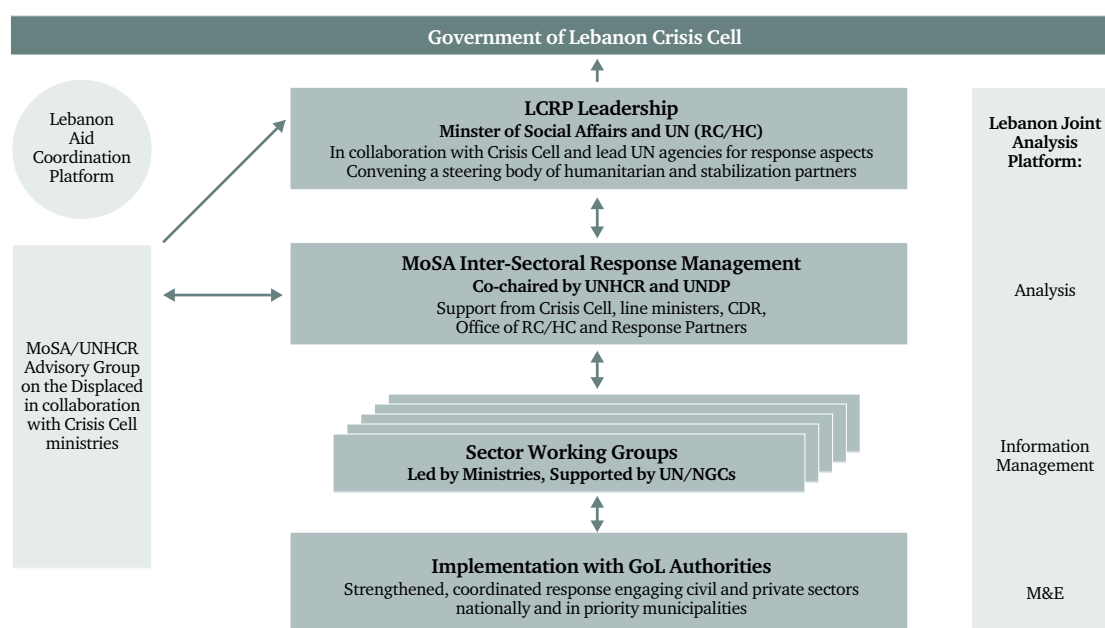 Government of Lebanon Crisis Cell
Lebanon
Aid
Coordination
Platform
LCRP Leadership
Minster of Social Affairs and UN (RC/HC)
In collaboration with Crisis Cell and lead UN agencies for response aspects
Convening a steering body of humanitarian and stabilization partners
MoSA/UNHCR
Advisory Group
on the Displaced
in collaboration
with Crisis Cell
ministries
MoSA Inter-Sectoral Response Management
Co-chaired by UNHCR and UNDP
Support from Crisis Cell, line ministers, CDR,
Office of RC/HC and Response Partners
Sector Working Groups
Led by Ministries, Supported by UN/NGCs
Implementation with GoL Authorities
Strengthened, coordinated response engaging civil and private sectors
nationally and in priority municipalities
Lebanon Joint
Analysis
Platform:
Analysis
Information
Management
M&E